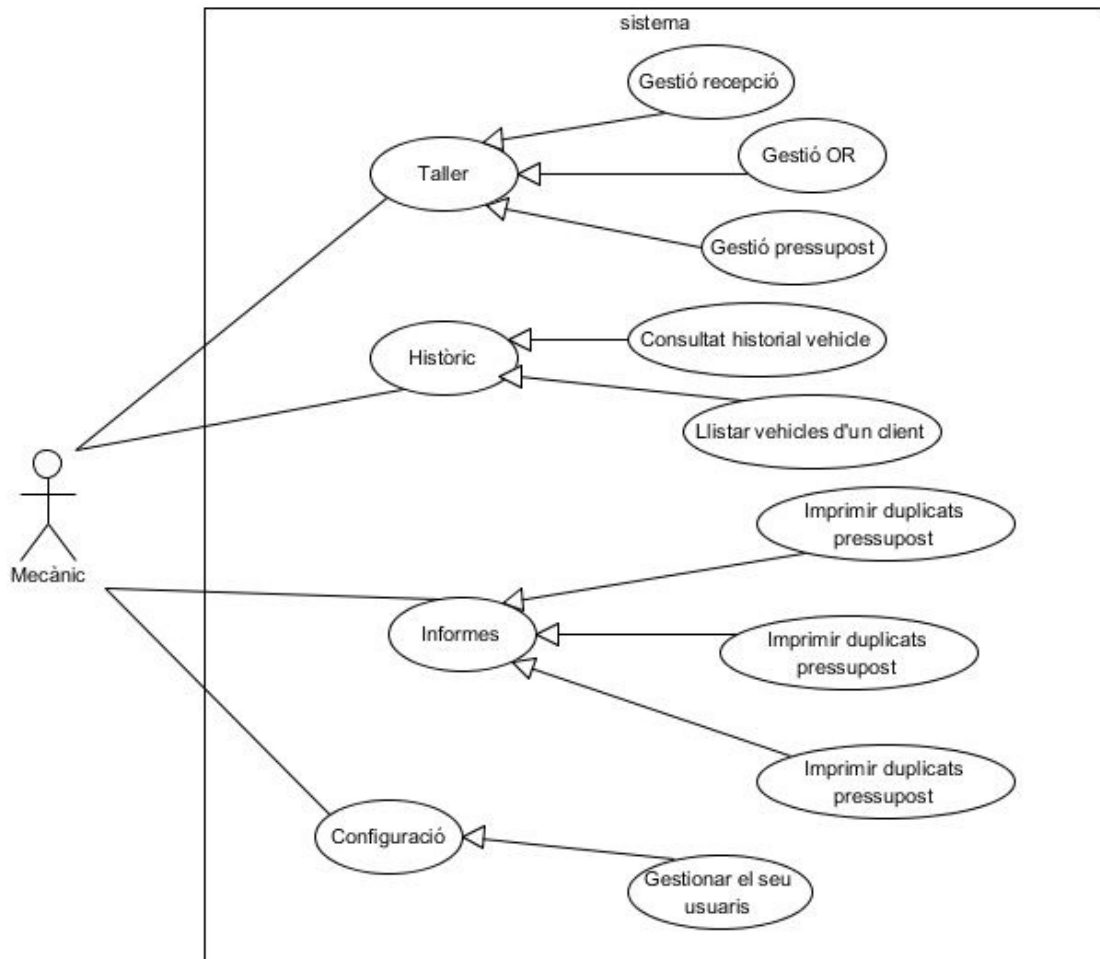 sistema
Gestió recepció
Gestió OR
Taller
Gestió pressupost
Consultat historial vehicle
Històric
Llistar vehicles d'un client
Mecànic
Imprimir duplicats
pressupost
Informes
Imprimir duplicats
pressupost
Imprimir duplicats
pressupost
Configuració
Gestionar el seu
usuaris